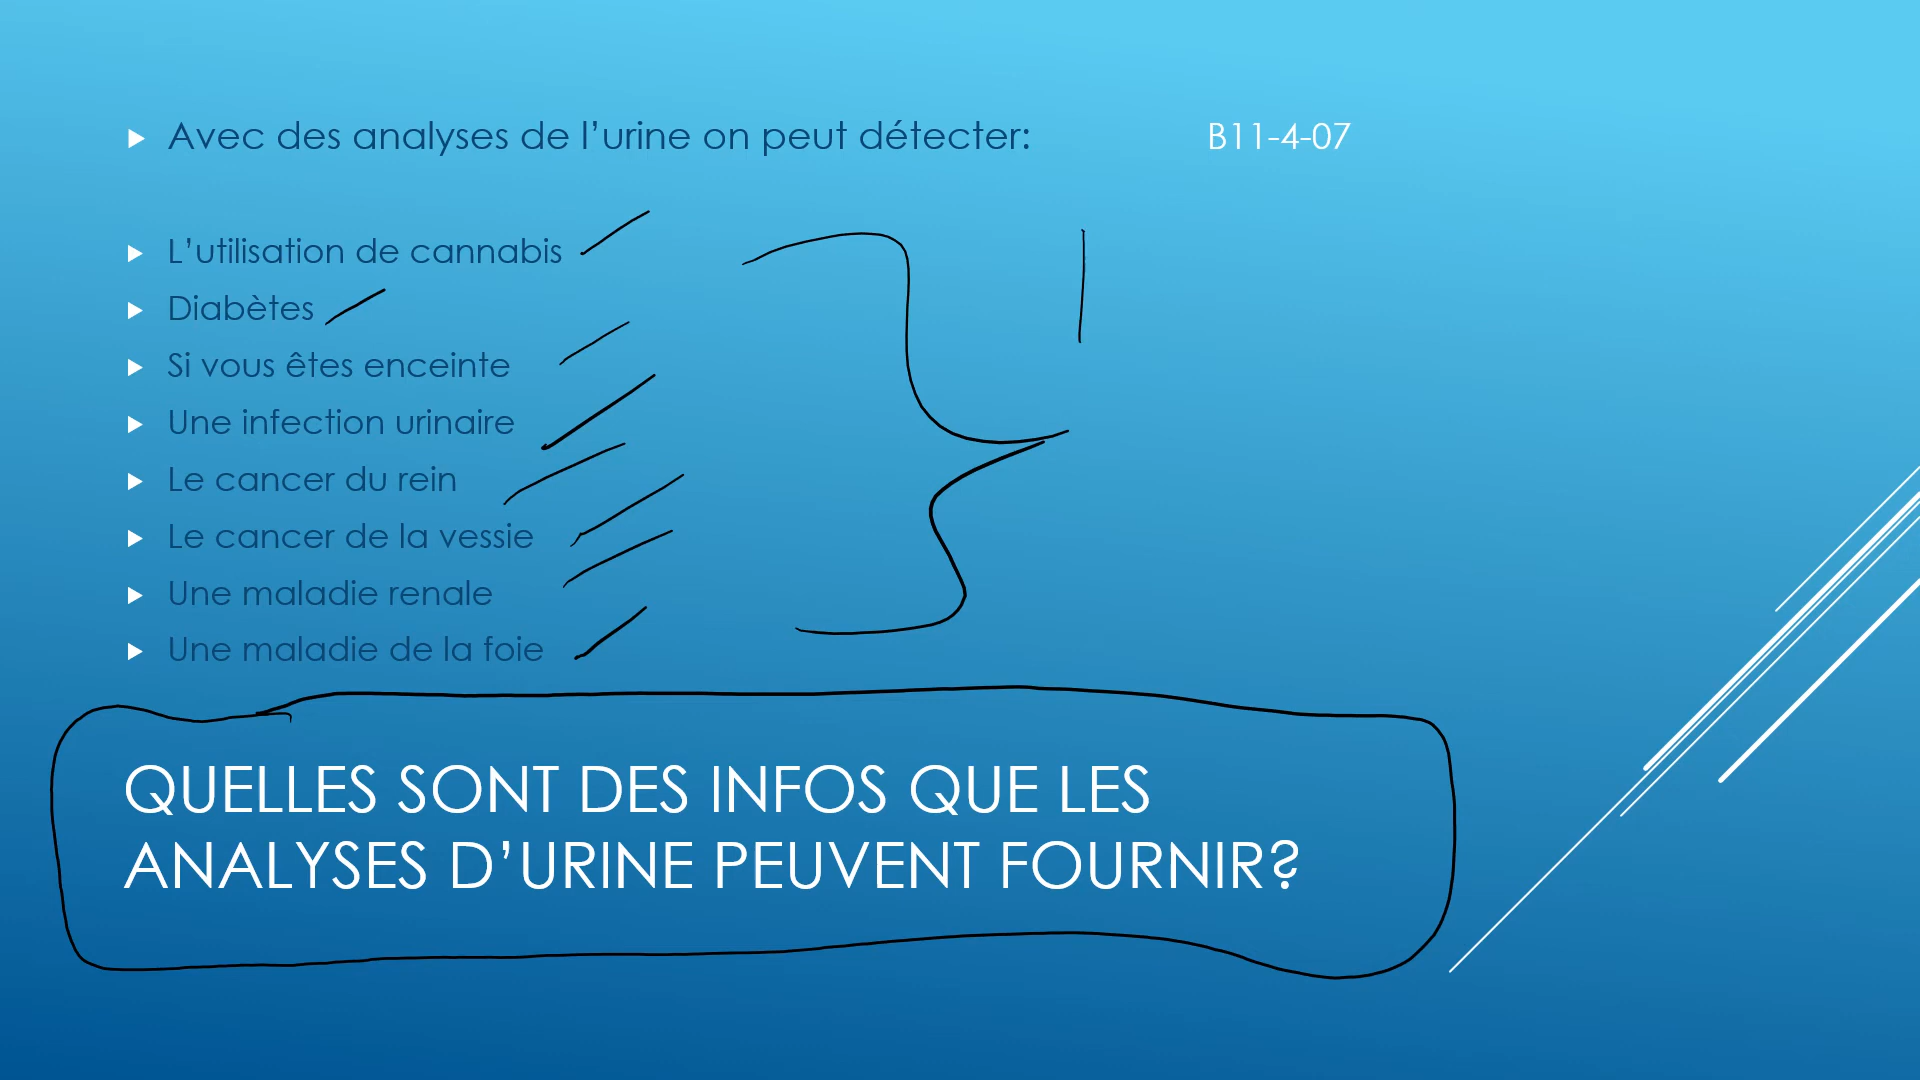 Avec des analyses de l'urine on peut détecter: B11-4-07
L'utilisation de cannabis
Diabètes
Si vous êtes enceinte
Une infection urinaire
Le cancer du rein
Le cancer de la vessie
Une maladie renale
Une maladie de la foie
QUELLES SONT DES INFOS QUE LES
ANALYSES D'URINE PEUVENT FOURNIR?